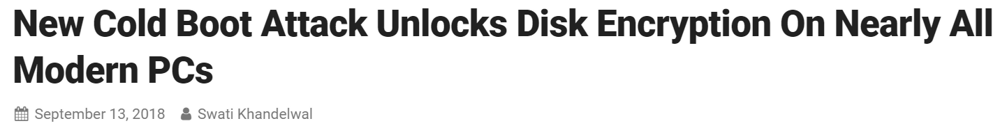 New Cold Boot Attack Unlocks Disk Encryption On Nearly All
Modern PCs
September 13, 2018 Swati Khandelwal